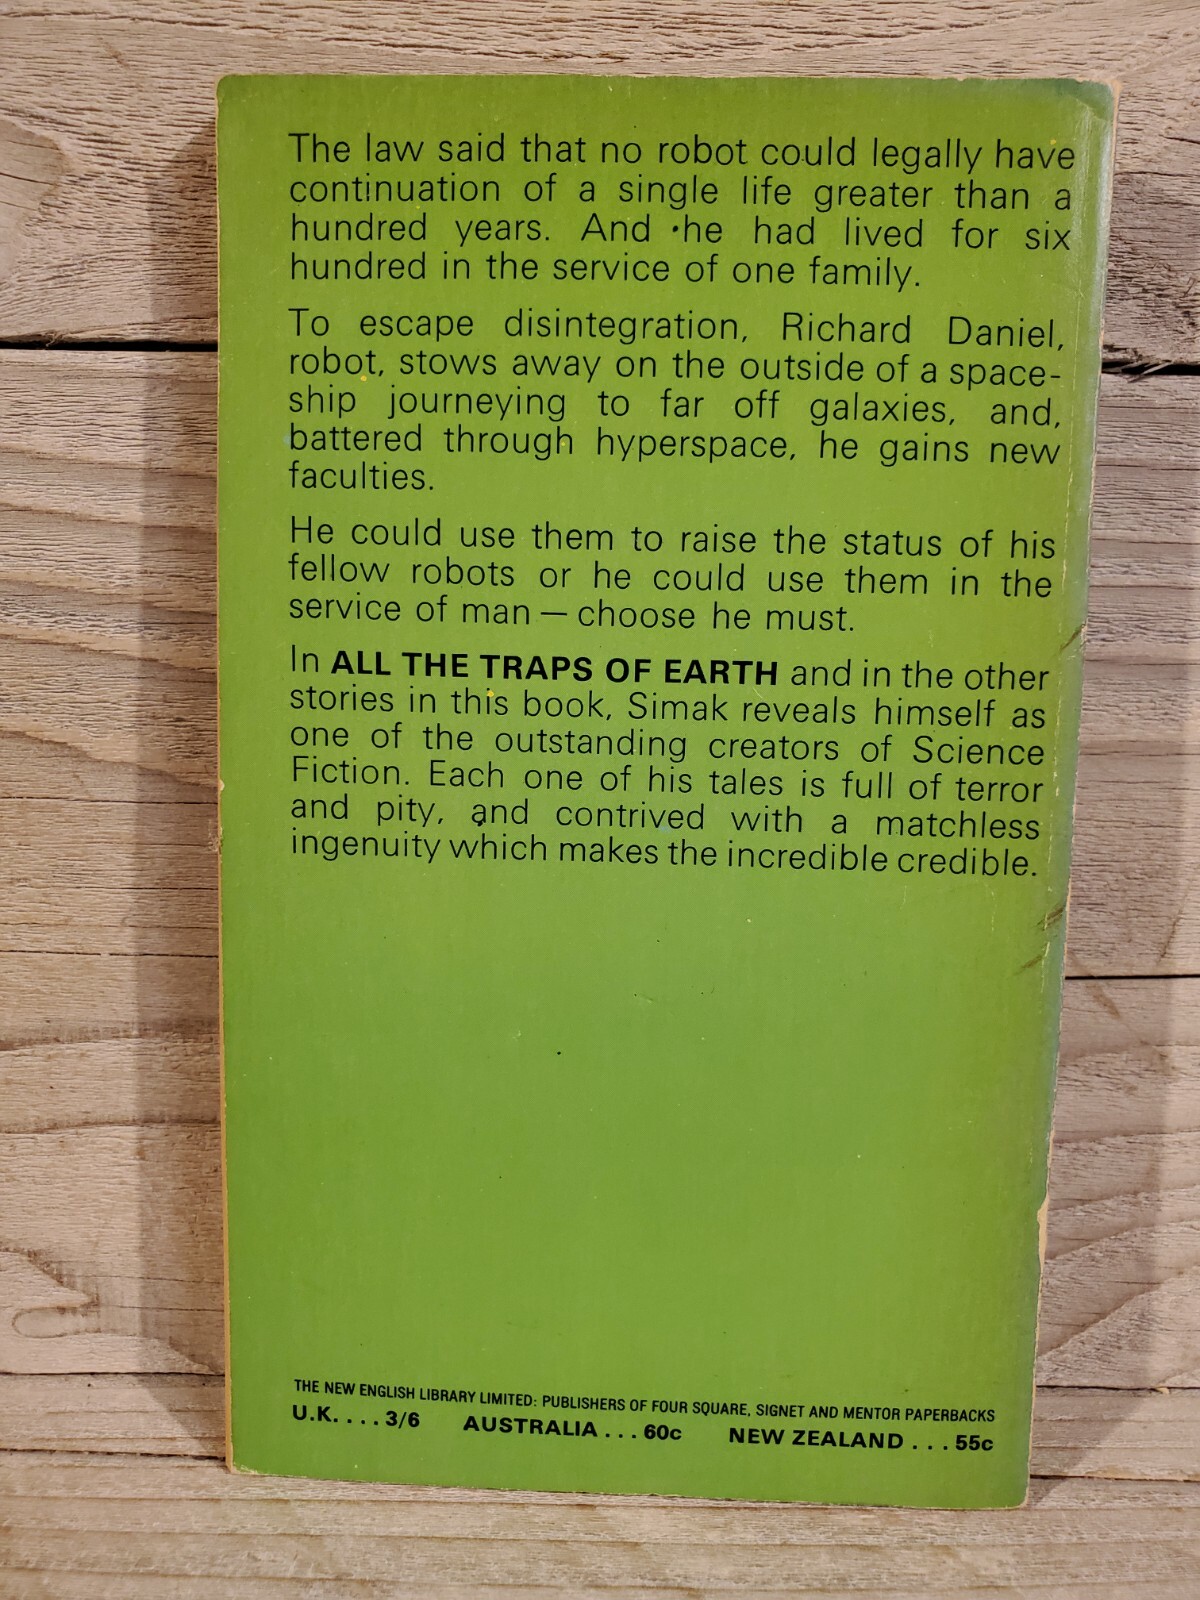 The law said that no robot could legally have
continuation of a single life greater than a
hundred years. And he had lived for six
hundred in the service of one family.
To escape disintegration, Richard Daniel,
robot, stows away on the outside of a space-
ship journeying to far off galaxies, and,
battered through hyperspace, he gains new
faculties.
He could use them to raise the status of his
fellow robots or he could use them in the
service of man — choose he must.
In ALL THE TRAPS OF EARTH and in the other
stories in this book, Simak reveals himself as
one of the outstanding creators of Science
Fiction. Each one of his tales is full of terror
and pity, and contrived with a matchless
ingenuity which makes the incredible credible.
THE NEW ENGLISH LIBRARY LIMITED: PUBLISHERS OF FOUR SQUARE, SIGNET AND MENTOR PAPERBACKS
U.K. . . . 3/6 AUSTRALIA . . . 60c NEW ZEALAND . . . 55c